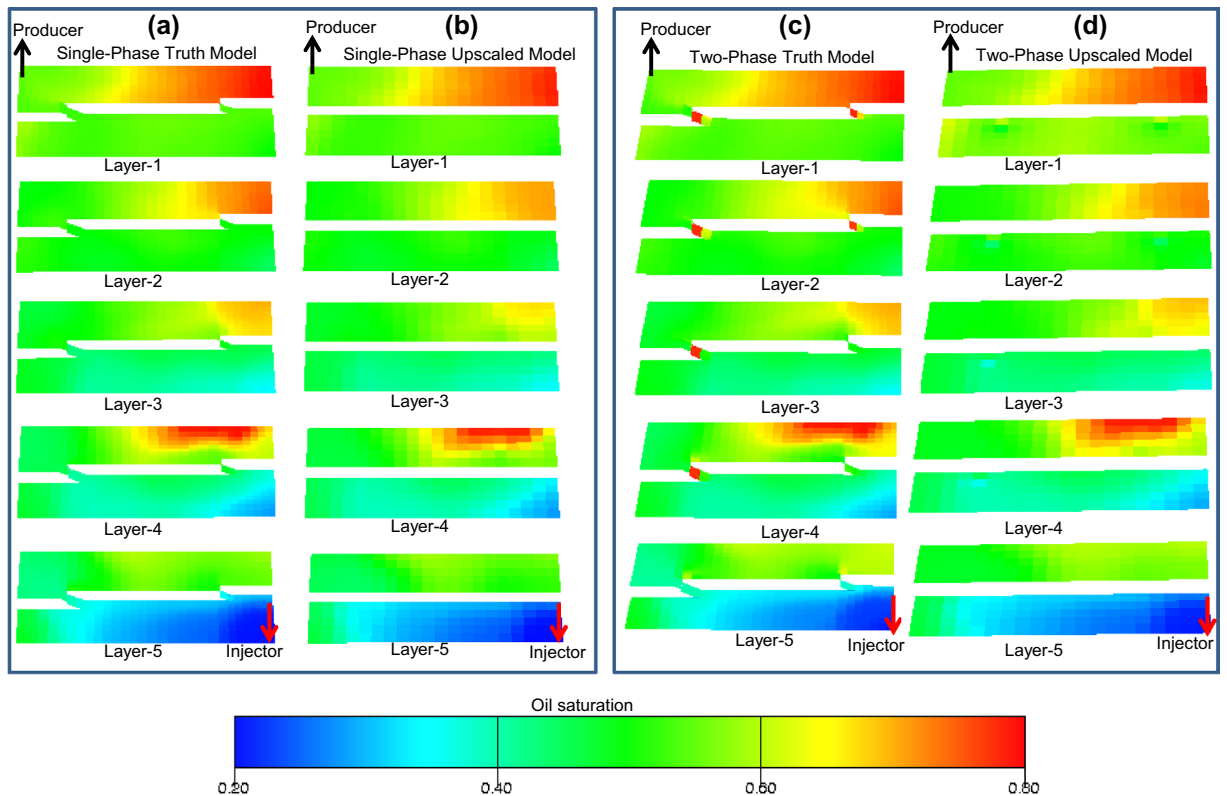 (a)
Producer
Single-Phase Truth Model
Layer-1
Layer-2
Layer-3
Layer-4
Layer-5
Injector
(b)
Producer
Single-Phase Upscaled Model
Layer-1
Layer-2
Layer-3
Layer-4
Layer-5
Injector
(c)
Producer
Two-Phase Truth Model
Layer-1
Layer-2
Layer-3
Layer-4
Layer-5
Injector
(d)
Producer
Two-Phase Upscaled Model
Layer-1
Layer-2
Layer-3
Layer-4
Layer-5
Injector
Oil saturation
0.20 0.40 0.60 0.80